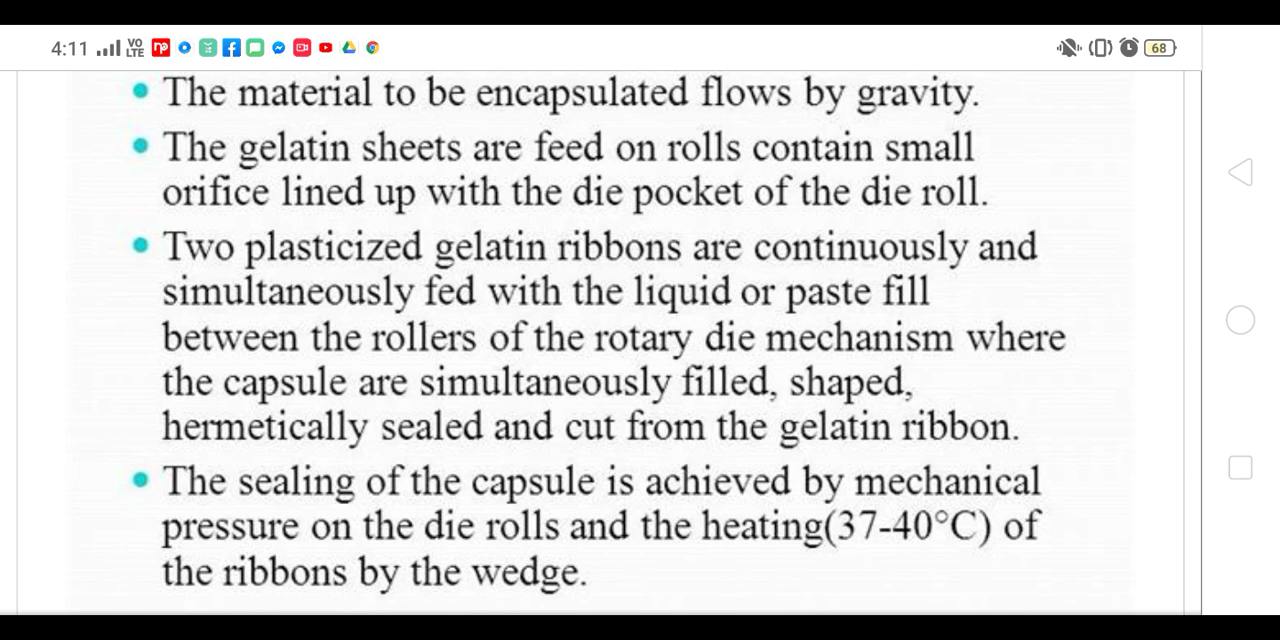 4:11 VO LTE np 68
• The material to be encapsulated flows by gravity.
• The gelatin sheets are feed on rolls contain small
orifice lined up with the die pocket of the die roll.
• Two plasticized gelatin ribbons are continuously and
simultaneously fed with the liquid or paste fill
between the rollers of the rotary die mechanism where
the capsule are simultaneously filled, shaped,
hermetically sealed and cut from the gelatin ribbon.
• The sealing of the capsule is achieved by mechanical
pressure on the die rolls and the heating(37-40°C) of
the ribbons by the wedge.